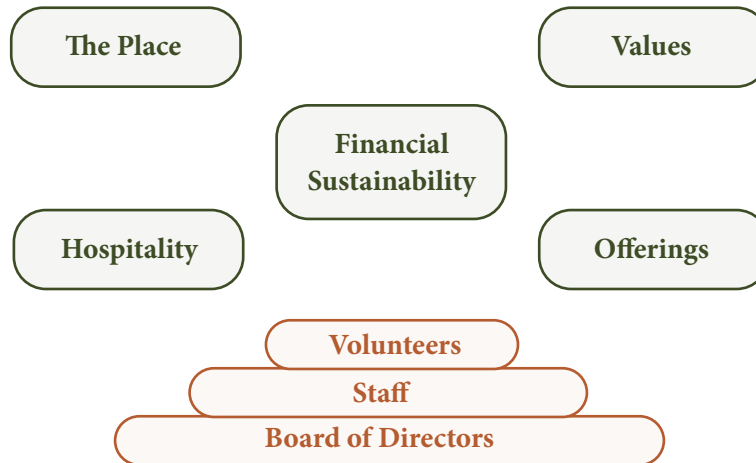 The Place
Values
Financial
Sustainability
Hospitality
Offerings
Volunteers
Staff
Board of Directors